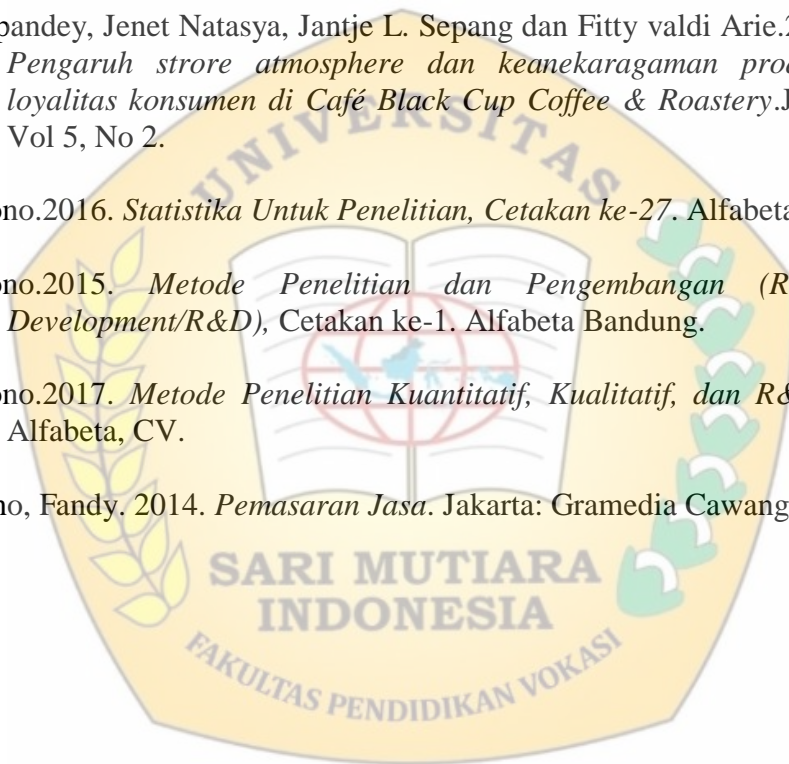 pandey, Jenet Natasya, Jantje L. Sepang dan Fitty valdi Arie.2
Pengaruh strore atmosphere dan keanekaragaman pro
loyalitas konsumen di Café Black Cup Coffee & Roastery.J
Vol 5, No 2.
ono.2016. Statistika Untuk Penelitian, Cetakan ke-27. Alfabeta
ono.2015. Metode Penelitian dan Pengembangan (R
Development/R&D), Cetakan ke-1. Alfabeta Bandung.
ono.2017. Metode Penelitian Kuantitatif, Kualitatif, dan R&
Alfabeta, CV.
no, Fandy. 2014. Pemasaran Jasa. Jakarta: Gramedia Cawang
UNIVERSITAS
SARI MUTIARA
INDONESIA
FAKULTAS PENDIDIKAN VOKASI